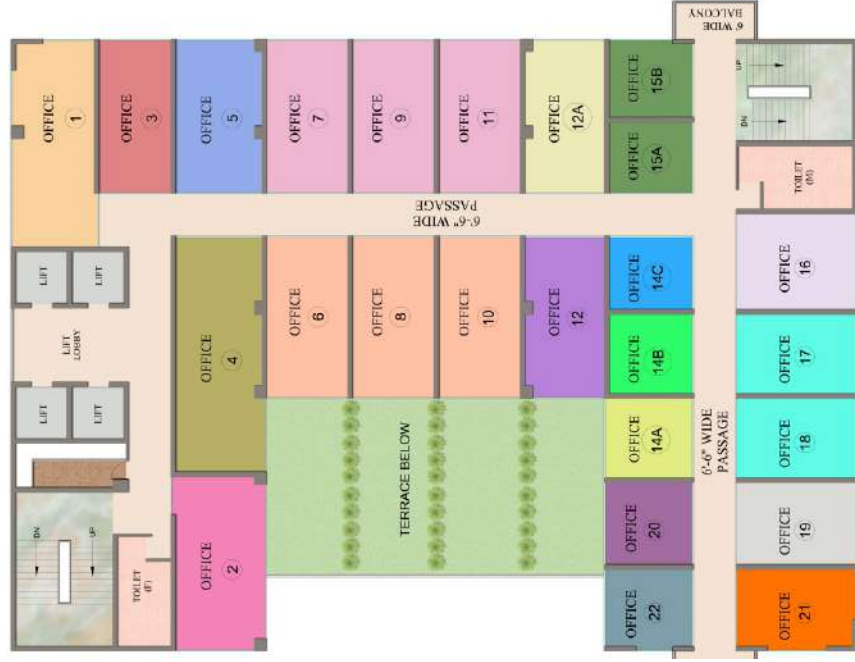 6' WIDE
BALCONY
OFFICE
1
OFFICE
3
OFFICE
5
OFFICE
7
OFFICE
9
OFFICE
11
OFFICE
12A
OFFICE
15B
OFFICE
15A
UP
DN
TOILET
(M)
6'-6" WIDE
PASSAGE
LIFT
LIFT
LIFT
LOBBY
LIFT
LIFT
OFFICE
4
OFFICE
6
OFFICE
8
OFFICE
10
OFFICE
12
OFFICE
14C
OFFICE
14B
OFFICE
14A
OFFICE
16
OFFICE
17
OFFICE
18
6'-6" WIDE
PASSAGE
TERRACE BELOW
DN
UP
TOILET
(F)
OFFICE
2
OFFICE
20
OFFICE
22
OFFICE
19
OFFICE
21